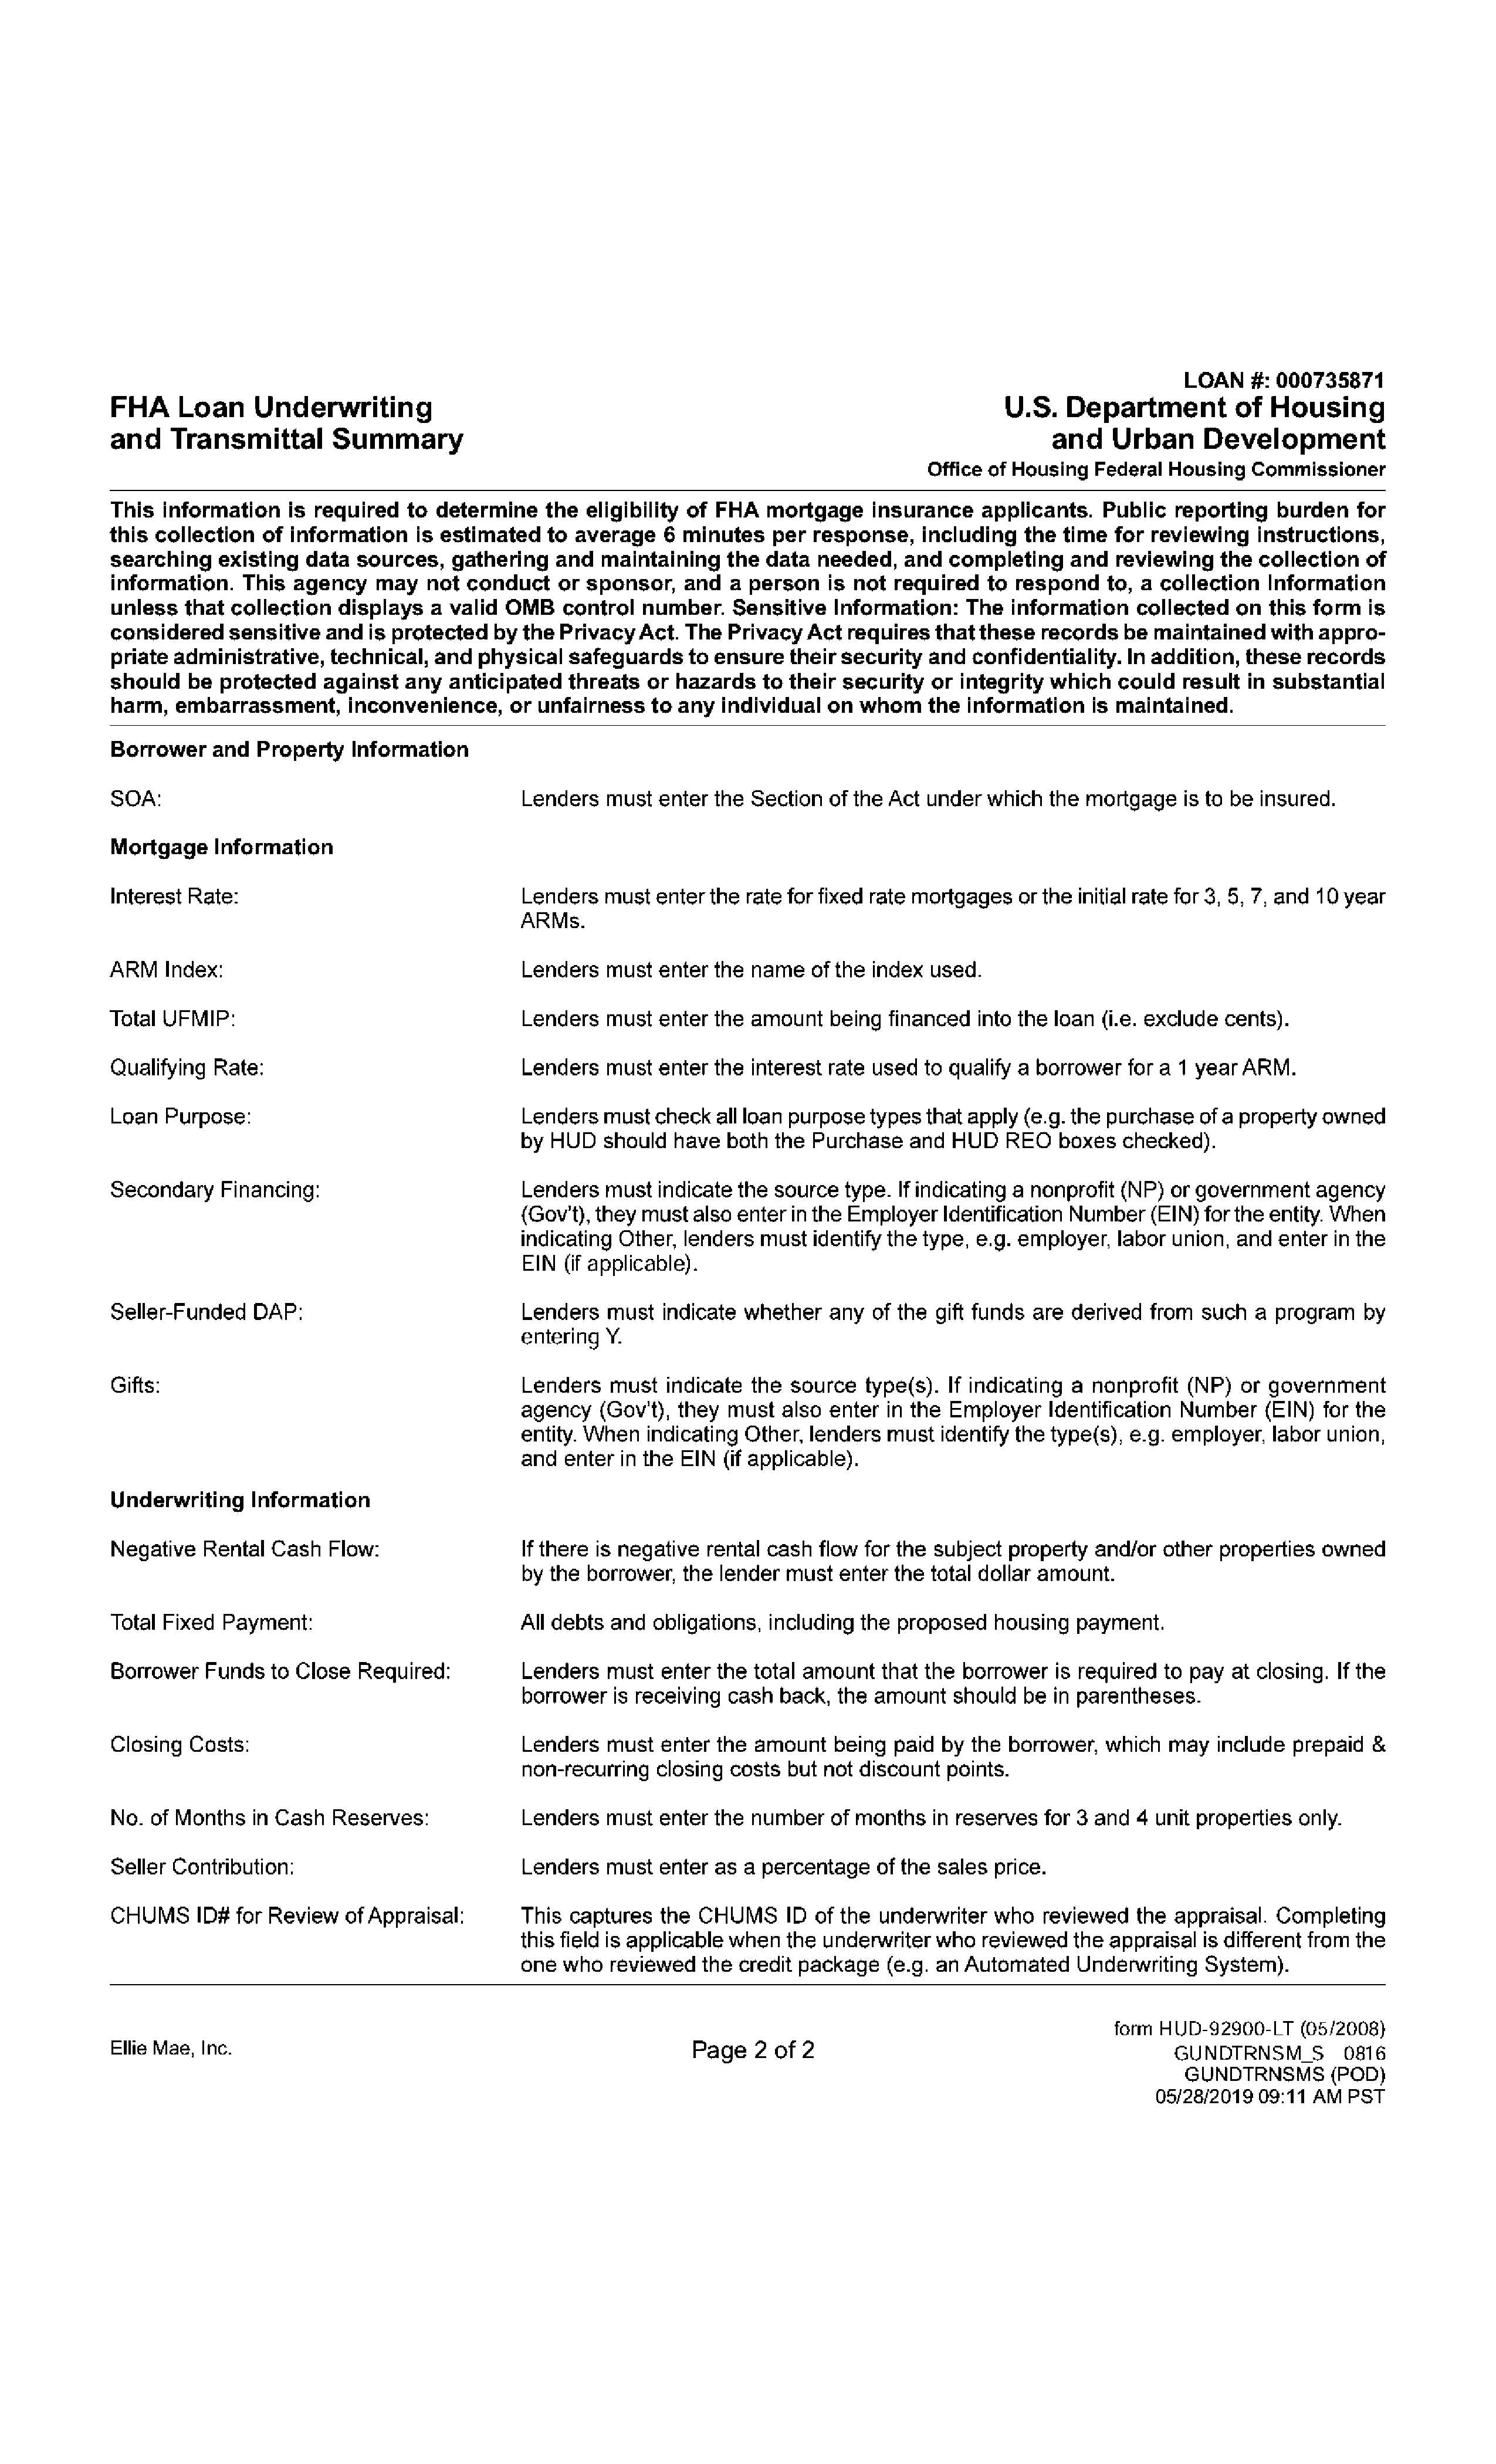 LOAN #: 000735871
FHA Loan Underwriting
and Transmittal Summary
U.S. Department of Housing
and Urban Development
Office of Housing Federal Housing Commissioner
This information is required to determine the eligibility of FHA mortgage insurance applicants. Public reporting burden for
this collection of information is estimated to average 6 minutes per response, including the time for reviewing instructions,
searching existing data sources, gathering and maintaining the data needed, and completing and reviewing the collection of
information. This agency may not conduct or sponsor, and a person is not required to respond to, a collection Information
unless that collection displays a valid OMB control number. Sensitive Information: The information collected on this form is
considered sensitive and is protected by the Privacy Act. The Privacy Act requires that these records be maintained with appro-
priate administrative, technical, and physical safeguards to ensure their security and confidentiality. In addition, these records
should be protected against any anticipated threats or hazards to their security or integrity which could result in substantial
harm, embarrassment, inconvenience, or unfairness to any individual on whom the information is maintained.
Borrower and Property Information
SOA: Lenders must enter the Section of the Act under which the mortgage is to be insured.
Mortgage Information
Interest Rate: Lenders must enter the rate for fixed rate mortgages or the initial rate for 3, 5, 7, and 10 year
ARMs.
ARM Index: Lenders must enter the name of the index used.
Total UFMIP: Lenders must enter the amount being financed into the loan (i.e. exclude cents).
Qualifying Rate: Lenders must enter the interest rate used to qualify a borrower for a 1 year ARM.
Loan Purpose: Lenders must check all loan purpose types that apply (e.g. the purchase of a property owned
by HUD should have both the Purchase and HUD REO boxes checked).
Secondary Financing: Lenders must indicate the source type. If indicating a nonprofit (NP) or government agency
(Gov't), they must also enter in the Employer Identification Number (EIN) for the entity. When
indicating Other, lenders must identify the type, e.g. employer, labor union, and enter in the
EIN (if applicable).
Seller-Funded DAP: Lenders must indicate whether any of the gift funds are derived from such a program by
entering Y.
Gifts: Lenders must indicate the source type(s). If indicating a nonprofit (NP) or government
agency (Gov't), they must also enter in the Employer Identification Number (EIN) for the
entity. When indicating Other, lenders must identify the type(s), e.g. employer, labor union,
and enter in the EIN (if applicable).
Underwriting Information
Negative Rental Cash Flow: If there is negative rental cash flow for the subject property and/or other properties owned
by the borrower, the lender must enter the total dollar amount.
Total Fixed Payment: All debts and obligations, including the proposed housing payment.
Borrower Funds to Close Required: Lenders must enter the total amount that the borrower is required to pay at closing. If the
borrower is receiving cash back, the amount should be in parentheses.
Closing Costs: Lenders must enter the amount being paid by the borrower, which may include prepaid &
non-recurring closing costs but not discount points.
No. of Months in Cash Reserves: Lenders must enter the number of months in reserves for 3 and 4 unit properties only.
Seller Contribution: Lenders must enter as a percentage of the sales price.
CHUMS ID# for Review of Appraisal: This captures the CHUMS ID of the underwriter who reviewed the appraisal. Completing
this field is applicable when the underwriter who reviewed the appraisal is different from the
one who reviewed the credit package (e.g. an Automated Underwriting System).
form HUD-92900-LT (05/2008)
Ellie Mae, Inc. Page 2 of 2 GUNDTRNSM_S 0816
GUNDTRNSMS (POD)
05/28/2019 09:11 AM PST